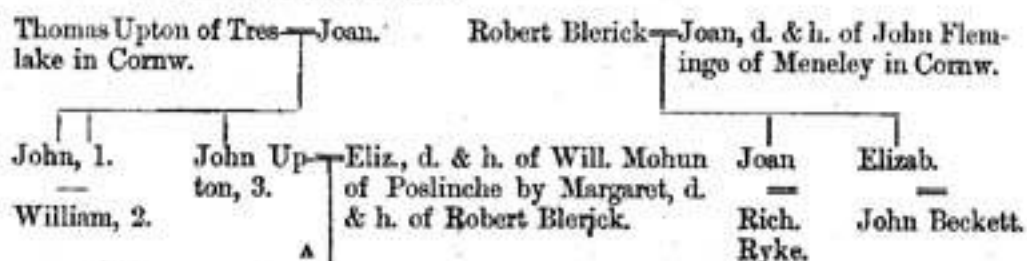 Thomas Upton of Tres-
lake in Cornw.
Joan.
Robert Blerick
Joan, d. & h. of John Flem-
inge of Meneley in Cornw.
John, 1.
William, 2.
John Up-
ton, 3.
Eliz., d. & h. of Will. Mohun
of Poslinche by Margaret, d.
& h. of Robert Blerick.
Joan
Rich.
Ryke.
Elizab.
John Beckett.
A